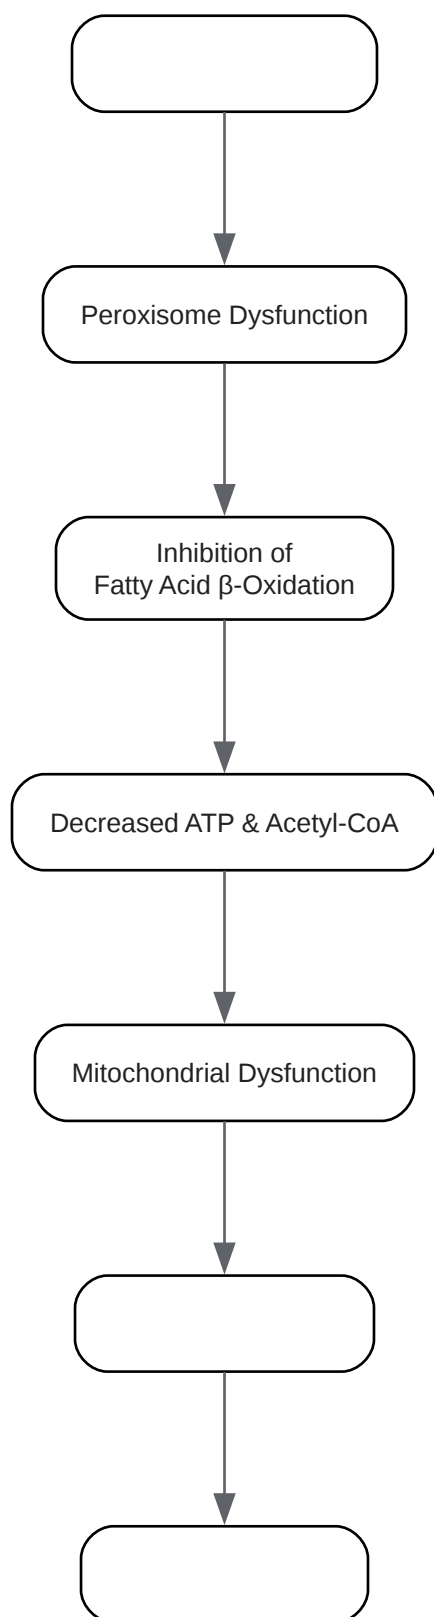 Peroxisome Dysfunction
Inhibition of
Fatty Acid β-Oxidation
Decreased ATP & Acetyl-CoA
Mitochondrial Dysfunction